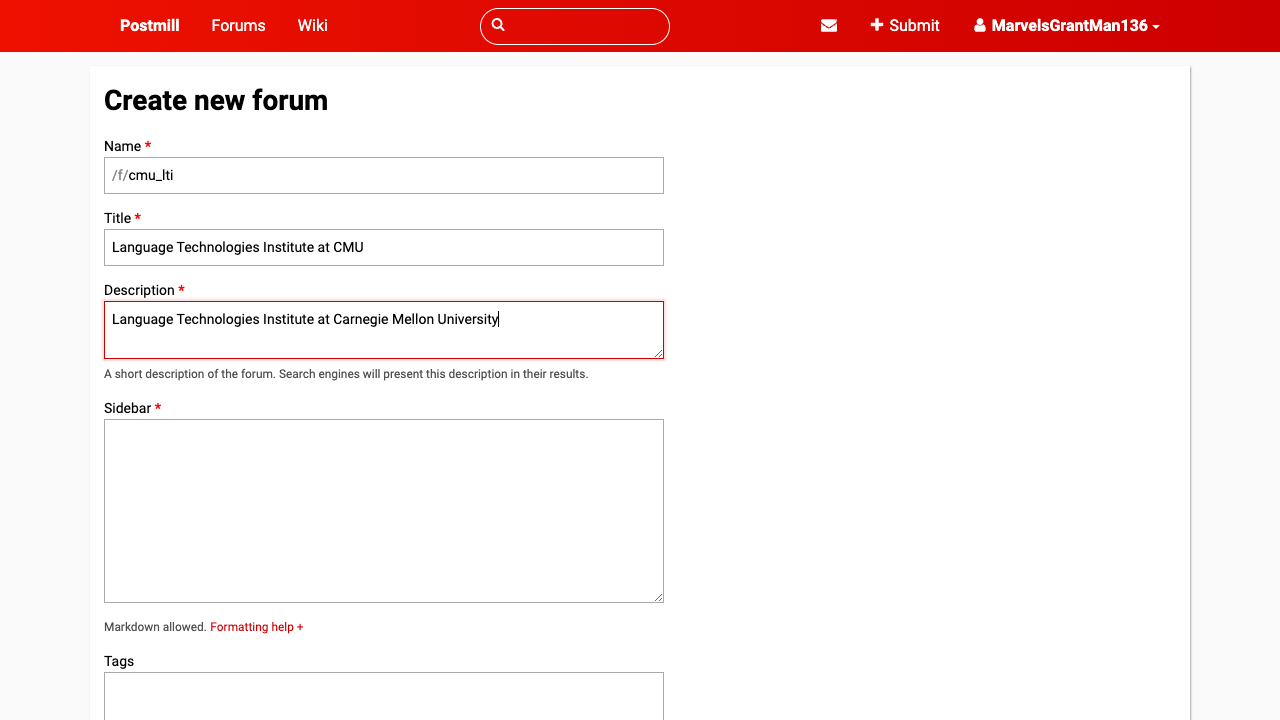 Postmill Forums Wiki Submit MarvelsGrantMan136
Create new forum
Name *
/f/cmu_lti
Title *
Language Technologies Institute at CMU
Description *
Language Technologies Institute at Carnegie Mellon University
A short description of the forum. Search engines will present this description in their results.
Sidebar *
Markdown allowed. Formatting help +
Tags